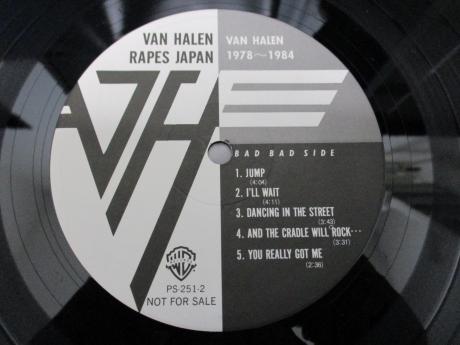 VAN HALEN
RAPES JAPAN
VAN HALEN
1978～1984
VH
BAD BAD SIDE
1. JUMP
(4:04)
2. I'LL WAIT
(4:11)
3. DANCING IN THE STREET
(3:43)
4. AND THE CRADLE WILL ROCK…
(3:31)
5. YOU REALLY GOT ME
(2:36)
PS-251-2
NOT FOR SALE